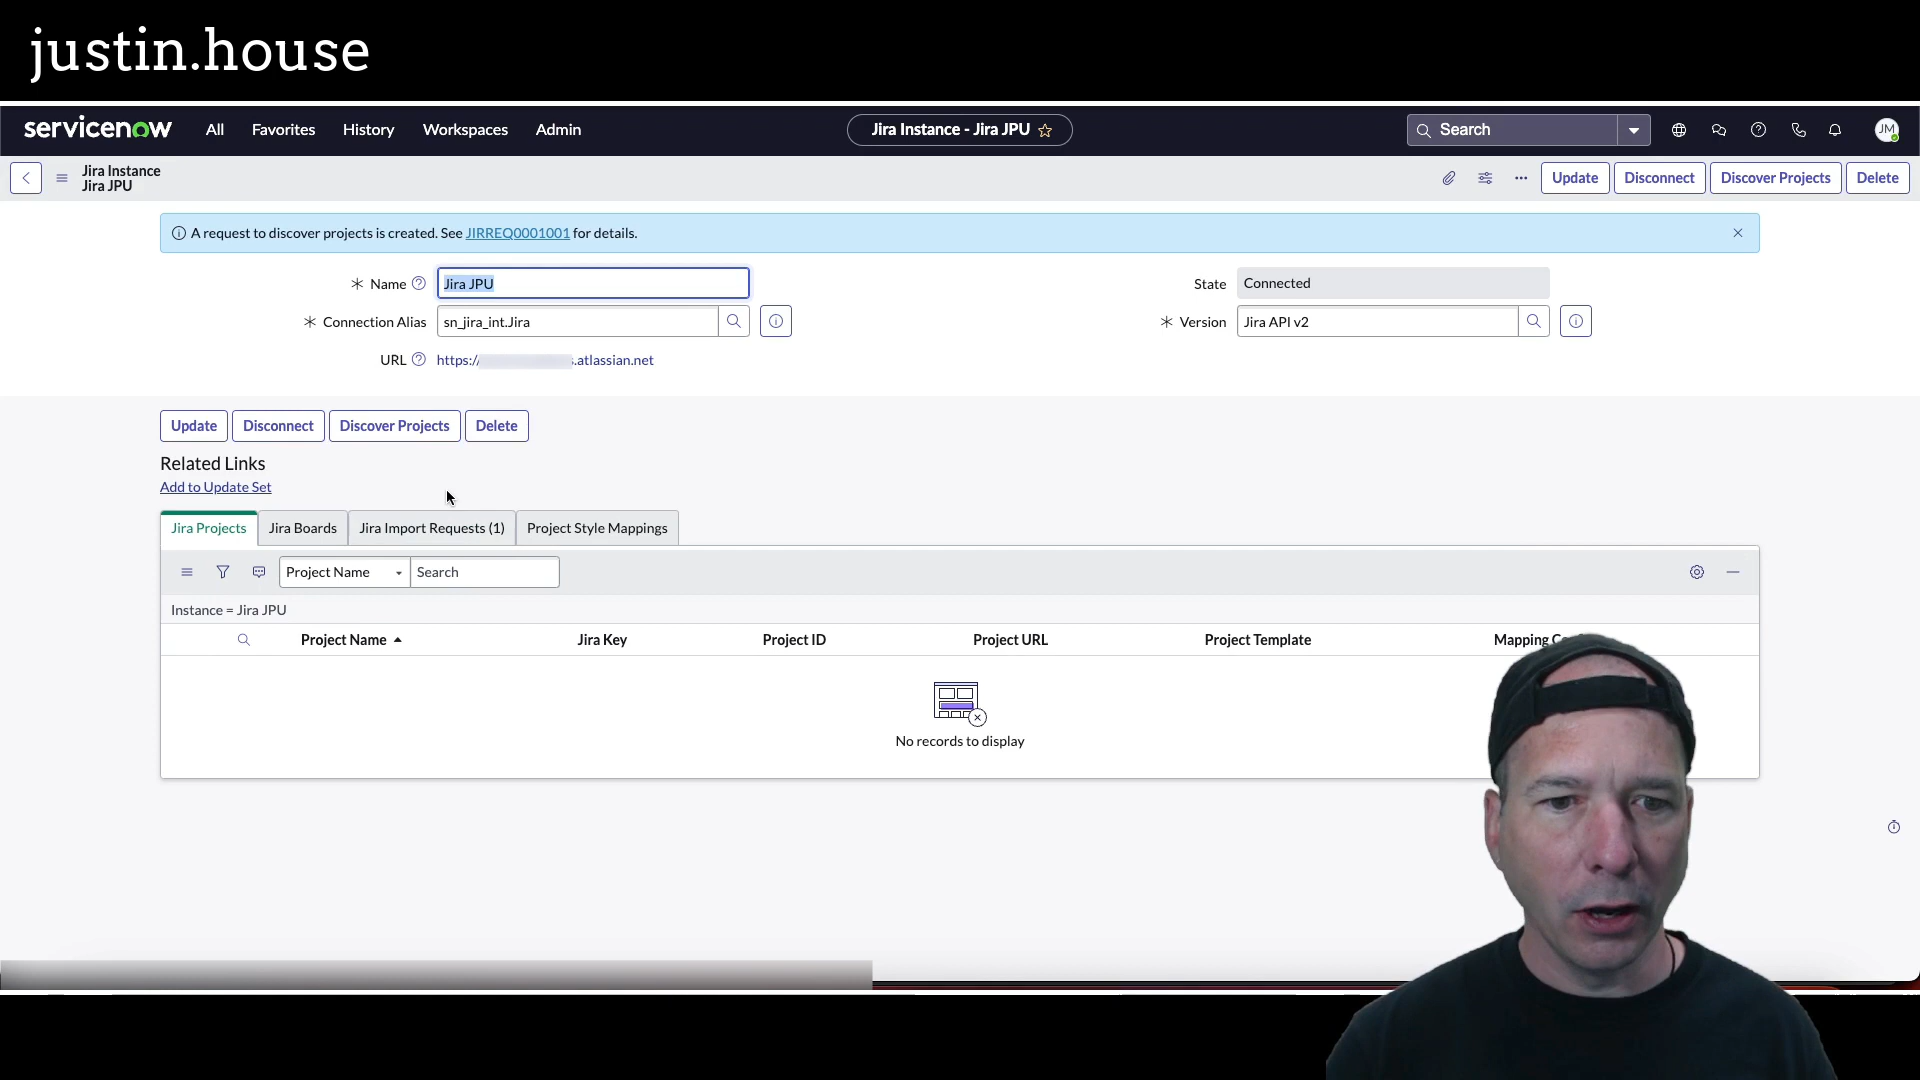 justin.house
servicenow All Favorites History Workspaces Admin Jira Instance - Jira JPU Search JM
Jira Instance
Jira JPU
Update Disconnect Discover Projects Delete
A request to discover projects is created. See JIRREQ0001001 for details.
Name Jira JPU State Connected
Connection Alias sn_jira_int.Jira Version Jira API v2
URL https:// .atlassian.net
Update Disconnect Discover Projects Delete
Related Links
Add to Update Set
Jira Projects Jira Boards Jira Import Requests (1) Project Style Mappings
Project Name Search
Instance = Jira JPU
Project Name Jira Key Project ID Project URL Project Template Mapping
No records to display